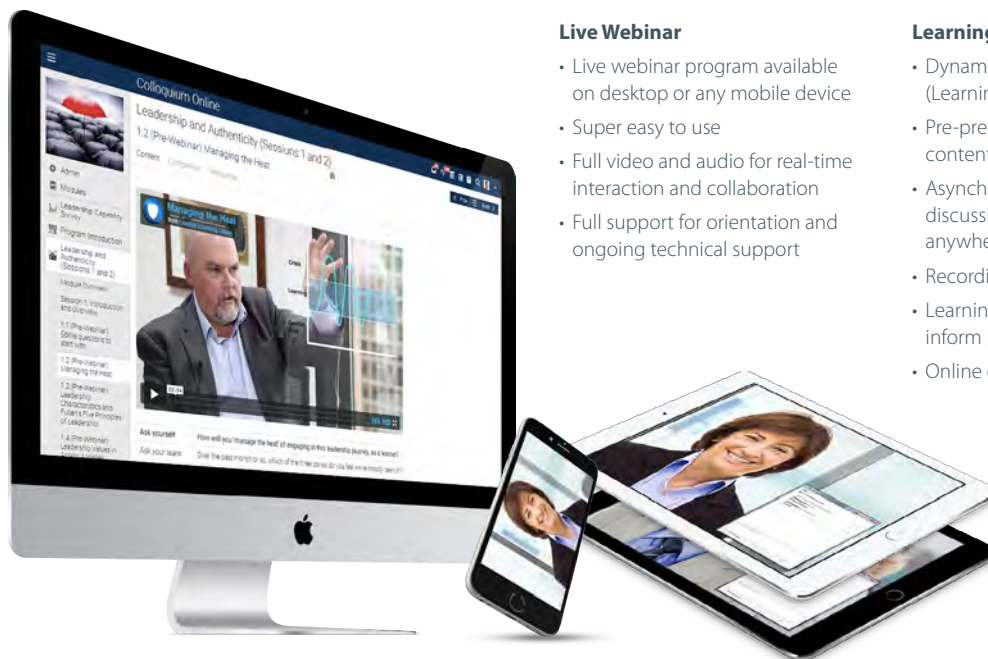 Colloquium Online
Leadership and Authenticity (Sessions 1 and 2)
1.2 (Pre-Webinar) Managing the Heat
Content
Admin
Modules
Leadership Capability
Survey
Program Introduction
Leadership and
Authenticity
(Sessions 1 and 2)
Module Overview
Session 1: Introduction
and overview
1.1 (Pre-Webinar)
Some questions to
start with
1.2 (Pre-Webinar)
Managing the Heat
1.3 (Pre-Webinar)
Leadership
Characteristics and
Fullan's Five Principles
of Leadership
1.4 (Pre-Webinar)
Leadership Values in
Managing the Heat
Crisis
Learning
Ask yourself
How will you 'manage the heat' of engaging in this leadership journey, as a learner?
Ask your team
Over the past month or so, which of the three zones do you feel we're mostly been in?
Live Webinar
• Live webinar program available
on desktop or any mobile device
• Super easy to use
• Full video and audio for real-time
interaction and collaboration
• Full support for orientation and
ongoing technical support
Learning
• Dynam
(Learnin
• Pre-pre
content
• Asynch
discussi
anywhe
• Recordi
• Learnin
inform
• Online